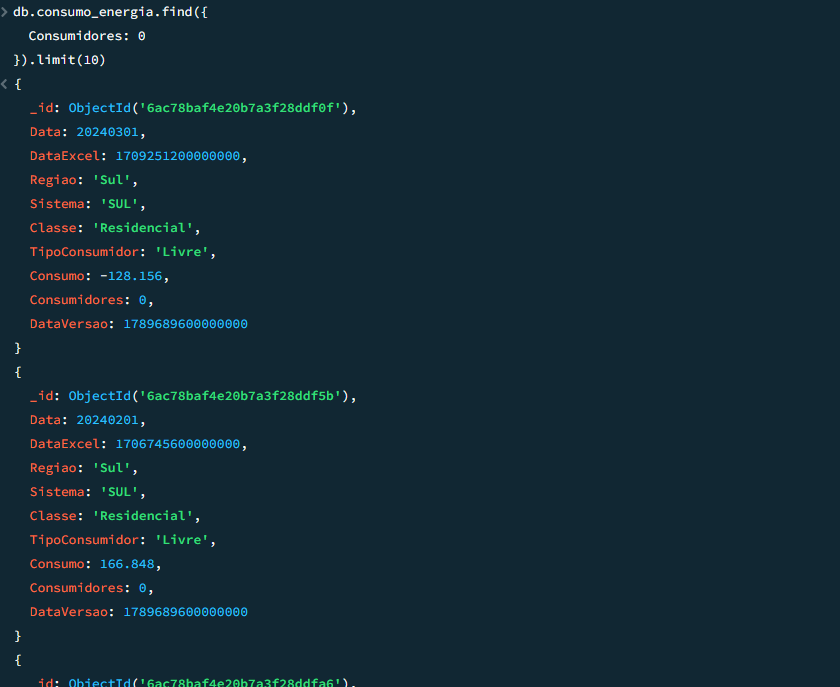 > db.consumo_energia.find({
Consumidores: 0
}).limit(10)
< {
_id: ObjectId('6ac78baf4e20b7a3f28ddf0f'),
Data: 20240301,
DataExcel: 1709251200000000,
Regiao: 'Sul',
Sistema: 'SUL',
Classe: 'Residencial',
TipoConsumidor: 'Livre',
Consumo: -128.156,
Consumidores: 0,
DataVersao: 1789689600000000
}
{
_id: ObjectId('6ac78baf4e20b7a3f28ddf5b'),
Data: 20240201,
DataExcel: 1706745600000000,
Regiao: 'Sul',
Sistema: 'SUL',
Classe: 'Residencial',
TipoConsumidor: 'Livre',
Consumo: 166.848,
Consumidores: 0,
DataVersao: 1789689600000000
}
{
_id: ObjectId('6ac78baf4e20b7a3f28ddfa6'),